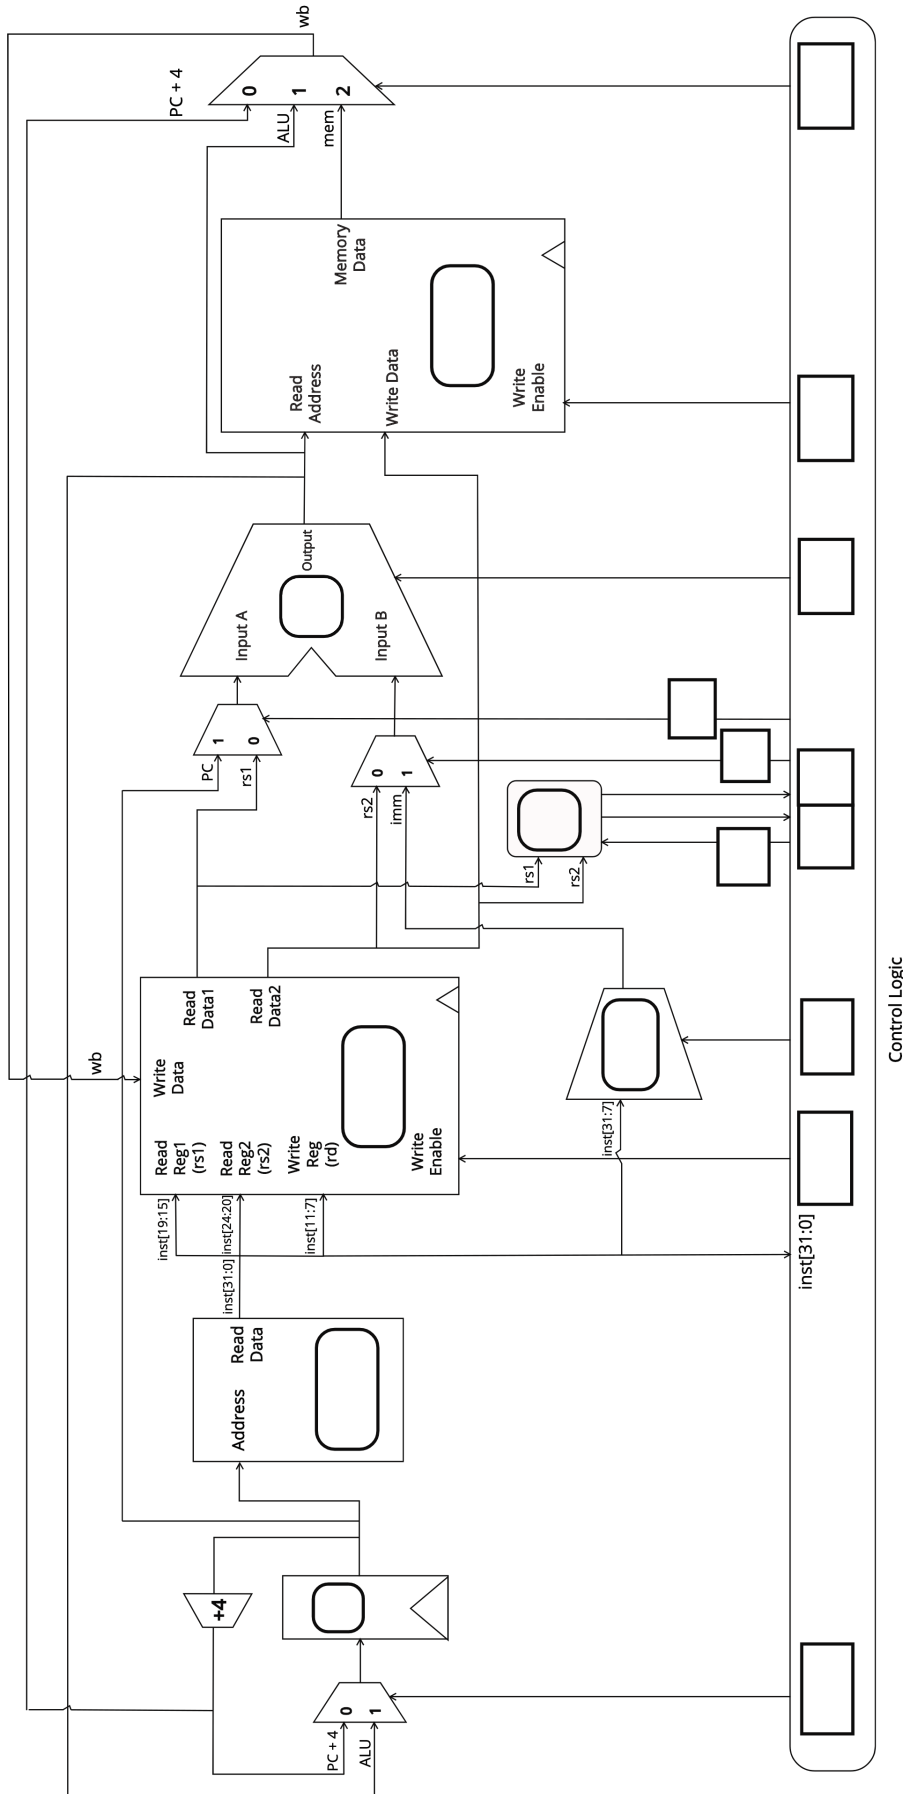 wb
PC + 4
0
1
2
ALU
mem
Memory
Data
Read
Address
Write Data
Write
Enable
Output
Input A
Input B
PC
rs1
1
0
rs2
imm
0
1
rs1
rs2
wb
Write
Data
Read
Data1
Read
Data2
Read
Reg1
(rs1)
Read
Reg2
(rs2)
Write
Reg
(rd)
Write
Enable
inst[31:7]
inst[19:15]
inst[24:20]
inst[11:7]
inst[31:0]
inst[31:0]
Control Logic
Address
Read
Data
+4
PC + 4
ALU
0
1